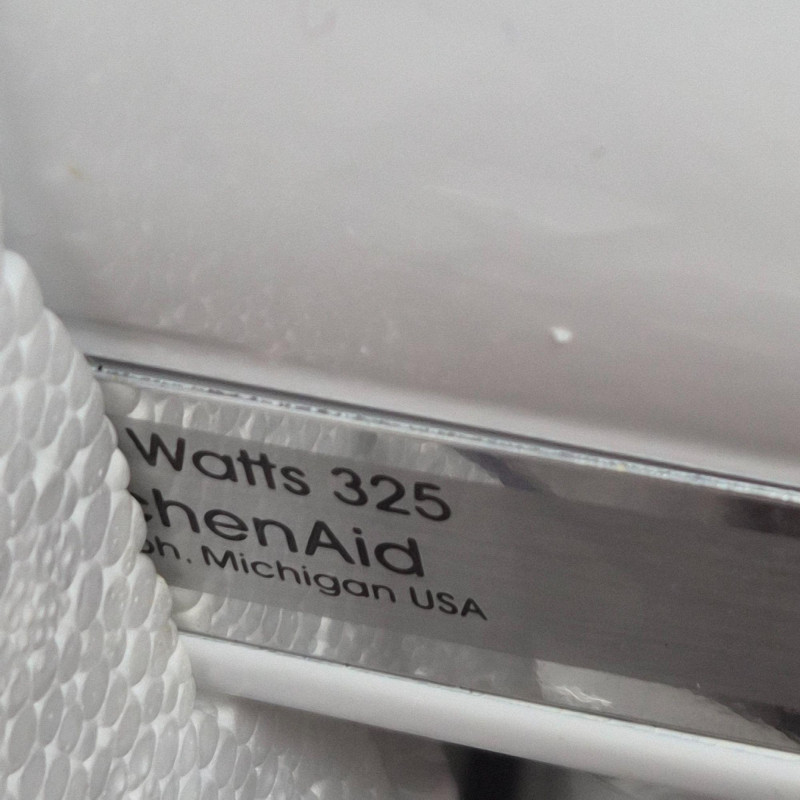 Watts 325
chenAid
ph. Michigan USA